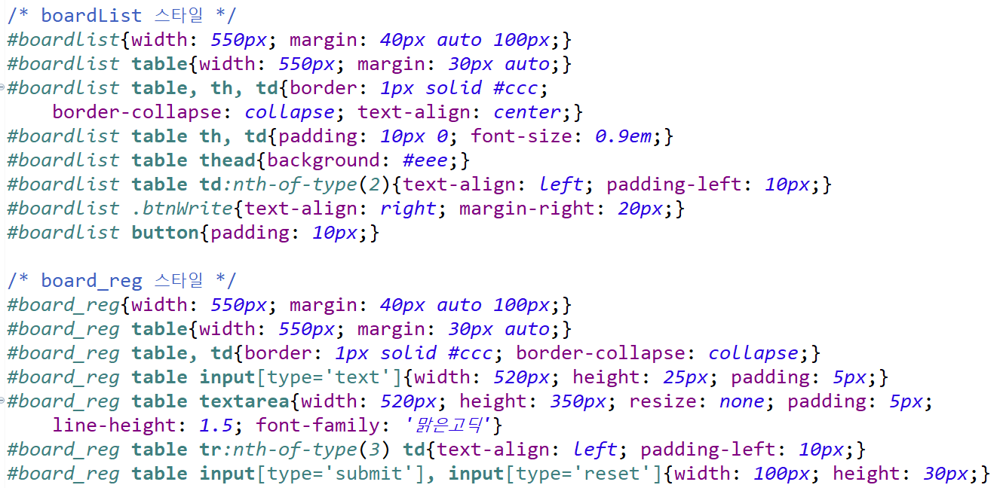 /* boardList 스타일 */
#boardlist{width: 550px; margin: 40px auto 100px;}
#boardlist table{width: 550px; margin: 30px auto;}
#boardlist table, th, td{border: 1px solid #ccc;
    border-collapse: collapse; text-align: center;}
#boardlist table th, td{padding: 10px 0; font-size: 0.9em;}
#boardlist table thead{background: #eee;}
#boardlist table td:nth-of-type(2){text-align: left; padding-left: 10px;}
#boardlist .btnWrite{text-align: right; margin-right: 20px;}
#boardlist button{padding: 10px;}

/* board_reg 스타일 */
#board_reg{width: 550px; margin: 40px auto 100px;}
#board_reg table{width: 550px; margin: 30px auto;}
#board_reg table, td{border: 1px solid #ccc; border-collapse: collapse;}
#board_reg table input[type='text']{width: 520px; height: 25px; padding: 5px;}
#board_reg table textarea{width: 520px; height: 350px; resize: none; padding: 5px;
    line-height: 1.5; font-family: '맑은고딕'}
#board_reg table tr:nth-of-type(3) td{text-align: left; padding-left: 10px;}
#board_reg table input[type='submit'], input[type='reset']{width: 100px; height: 30px;}